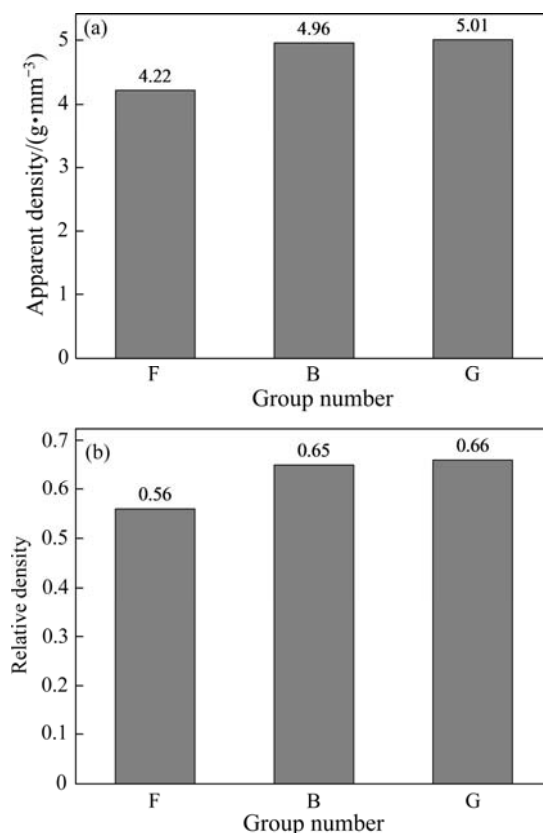 (a)
Apparent density/(g•mm⁻³)
5
4
3
2
1
0
4.22
4.96
5.01
F B G
Group number
(b)
Relative density
0.7
0.6
0.5
0.4
0.3
0.2
0.1
0
0.56
0.65
0.66
F B G
Group number